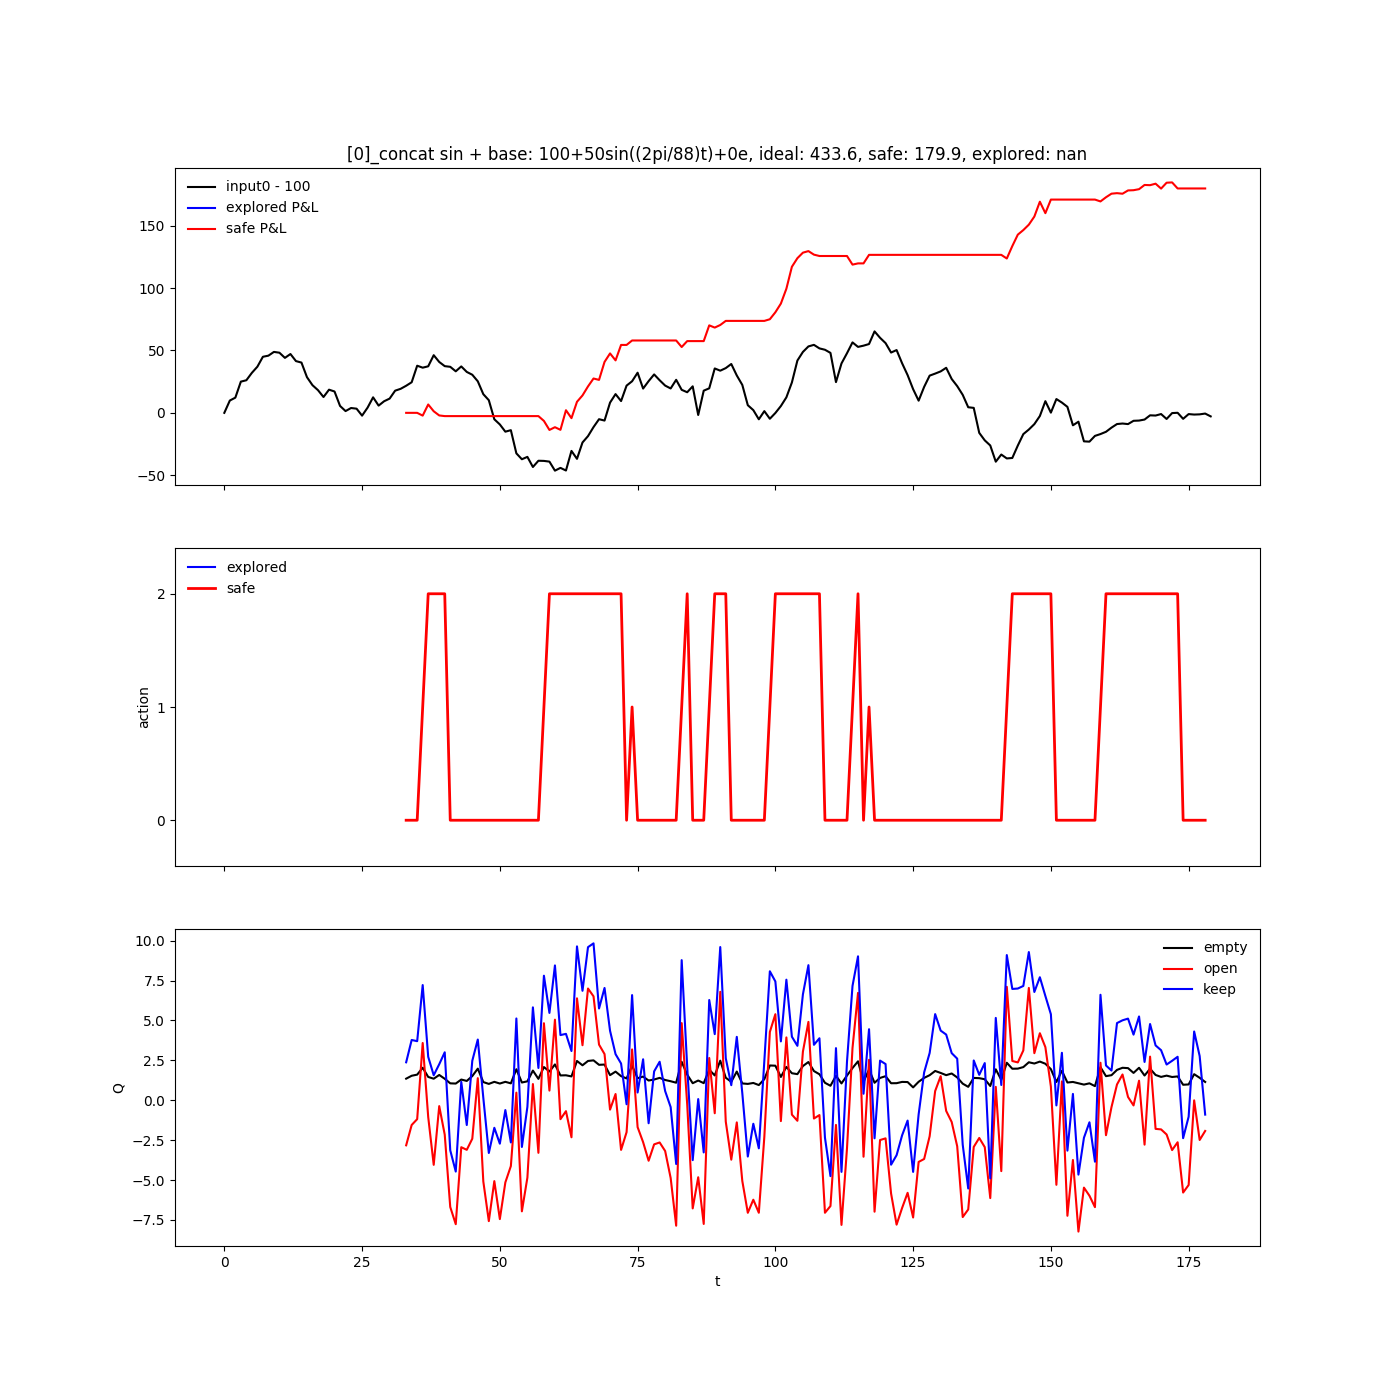 [0]_concat sin + base: 100+50sin((2pi/88)t)+0e, ideal: 433.6, safe: 179.9, explored: nan
input0 - 100
explored P&L
safe P&L
150
100
50
0
−50
explored
safe
2
1
0
action
empty
open
keep
10.0
7.5
5.0
2.5
0.0
−2.5
−5.0
−7.5
Q
0 25 50 75 100 125 150 175
t